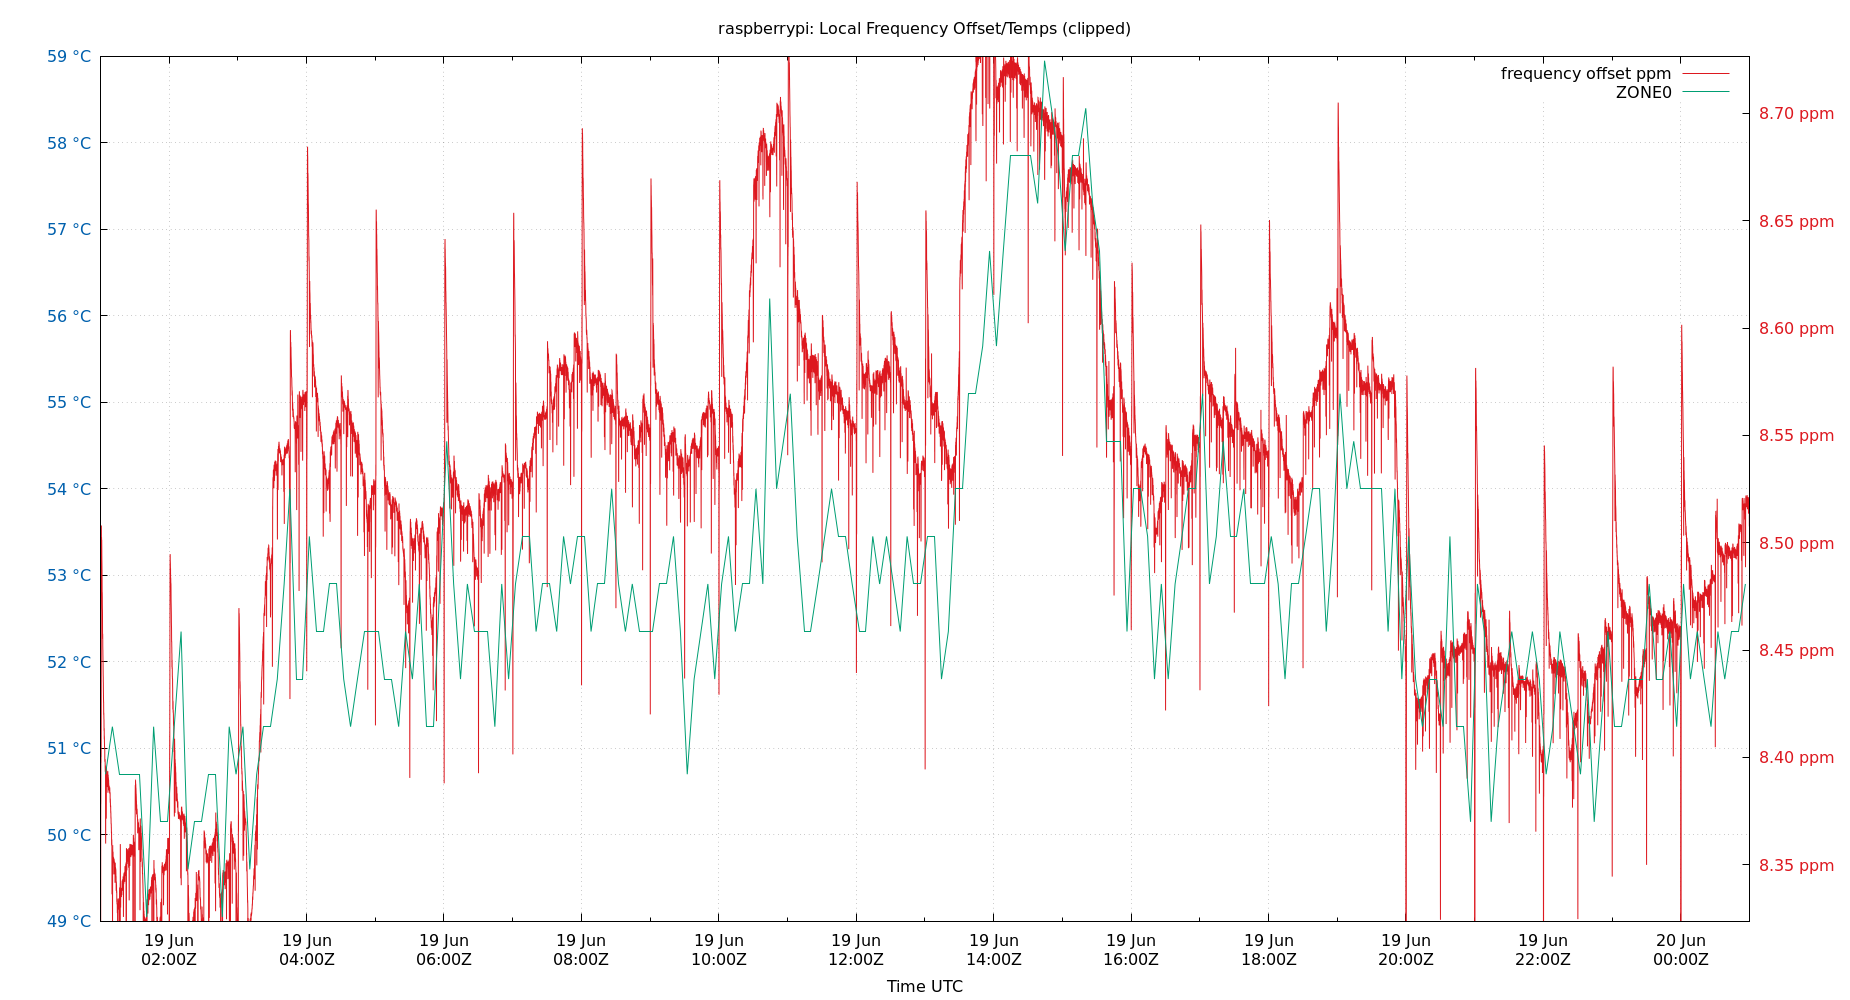 raspberrypi: Local Frequency Offset/Temps (clipped)
frequency offset ppm
ZONE0
59 °C
58 °C
57 °C
56 °C
55 °C
54 °C
53 °C
52 °C
51 °C
50 °C
49 °C
8.70 ppm
8.65 ppm
8.60 ppm
8.55 ppm
8.50 ppm
8.45 ppm
8.40 ppm
8.35 ppm
19 Jun 19 Jun 19 Jun 19 Jun 19 Jun 19 Jun 19 Jun 19 Jun 19 Jun 19 Jun 19 Jun 20 Jun
02:00Z 04:00Z 06:00Z 08:00Z 10:00Z 12:00Z 14:00Z 16:00Z 18:00Z 20:00Z 22:00Z 00:00Z
Time UTC